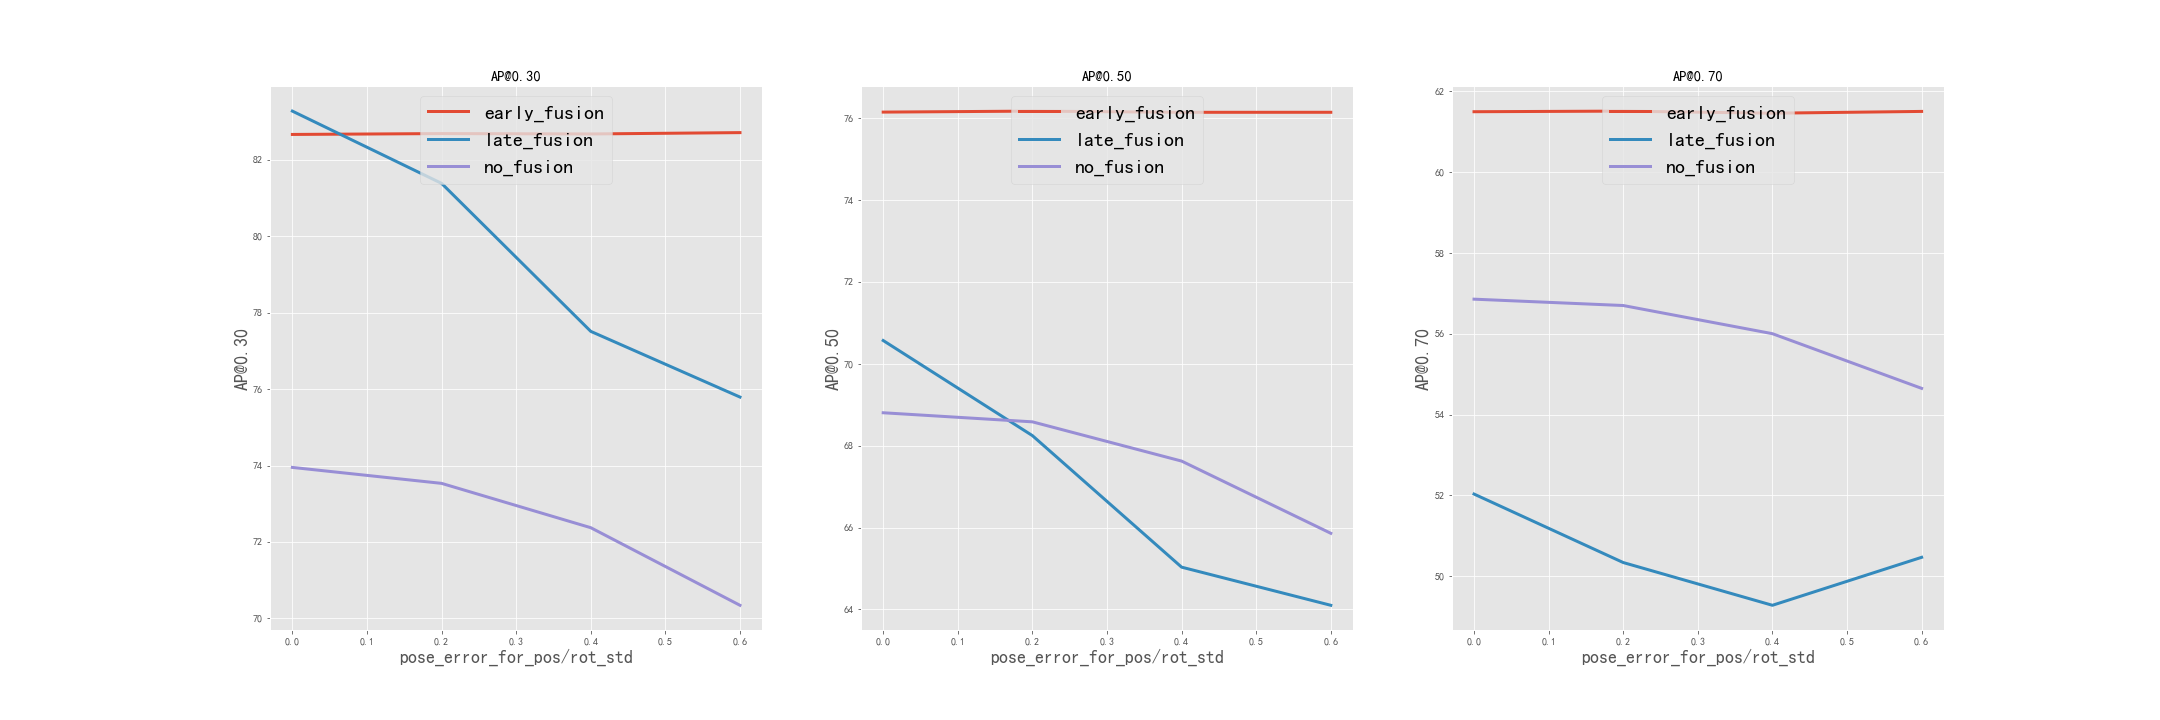 AP@0.30
early_fusion
late_fusion
no_fusion
82
80
78
76
74
72
70
AP@0.30
0.0 0.1 0.2 0.3 0.4 0.5 0.6
pose_error_for_pos/rot_std
AP@0.50
early_fusion
late_fusion
no_fusion
76
74
72
70
68
66
64
AP@0.50
0.0 0.1 0.2 0.3 0.4 0.5 0.6
pose_error_for_pos/rot_std
AP@0.70
early_fusion
late_fusion
no_fusion
62
60
58
56
54
52
50
AP@0.70
0.0 0.1 0.2 0.3 0.4 0.5 0.6
pose_error_for_pos/rot_std